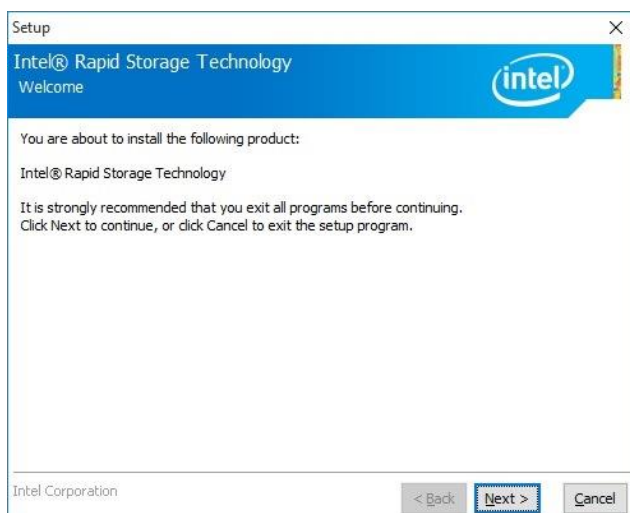 Setup
Intel® Rapid Storage Technology
Welcome
intel
You are about to install the following product:
Intel® Rapid Storage Technology
It is strongly recommended that you exit all programs before continuing.
Click Next to continue, or click Cancel to exit the setup program.
Intel Corporation
< Back Next > Cancel